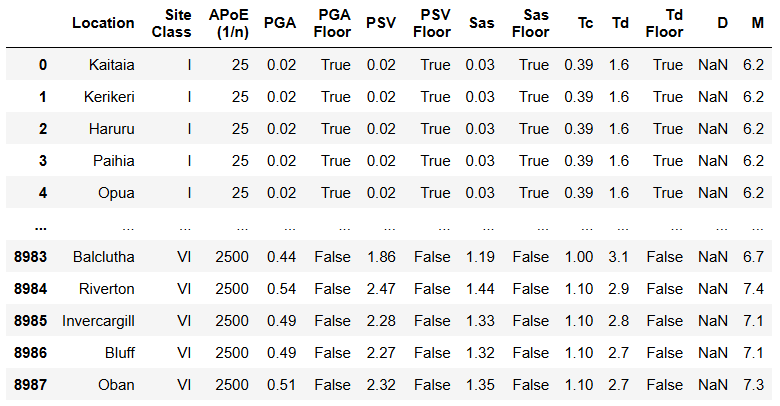 Location Site Class APoE (1/n) PGA PGA Floor PSV PSV Floor Sas Sas Floor Tc Td Td Floor D M
0 Kaitaia I 25 0.02 True 0.02 True 0.03 True 0.39 1.6 True NaN 6.2
1 Kerikeri I 25 0.02 True 0.02 True 0.03 True 0.39 1.6 True NaN 6.2
2 Haruru I 25 0.02 True 0.02 True 0.03 True 0.39 1.6 True NaN 6.2
3 Paihia I 25 0.02 True 0.02 True 0.03 True 0.39 1.6 True NaN 6.2
4 Opua I 25 0.02 True 0.02 True 0.03 True 0.39 1.6 True NaN 6.2
... ... ... ... ... ... ... ... ... ... ... ... ... ... ...
8983 Balclutha VI 2500 0.44 False 1.86 False 1.19 False 1.00 3.1 False NaN 6.7
8984 Riverton VI 2500 0.54 False 2.47 False 1.44 False 1.10 2.9 False NaN 7.4
8985 Invercargill VI 2500 0.49 False 2.28 False 1.33 False 1.10 2.8 False NaN 7.1
8986 Bluff VI 2500 0.49 False 2.27 False 1.32 False 1.10 2.7 False NaN 7.1
8987 Oban VI 2500 0.51 False 2.32 False 1.35 False 1.10 2.7 False NaN 7.3